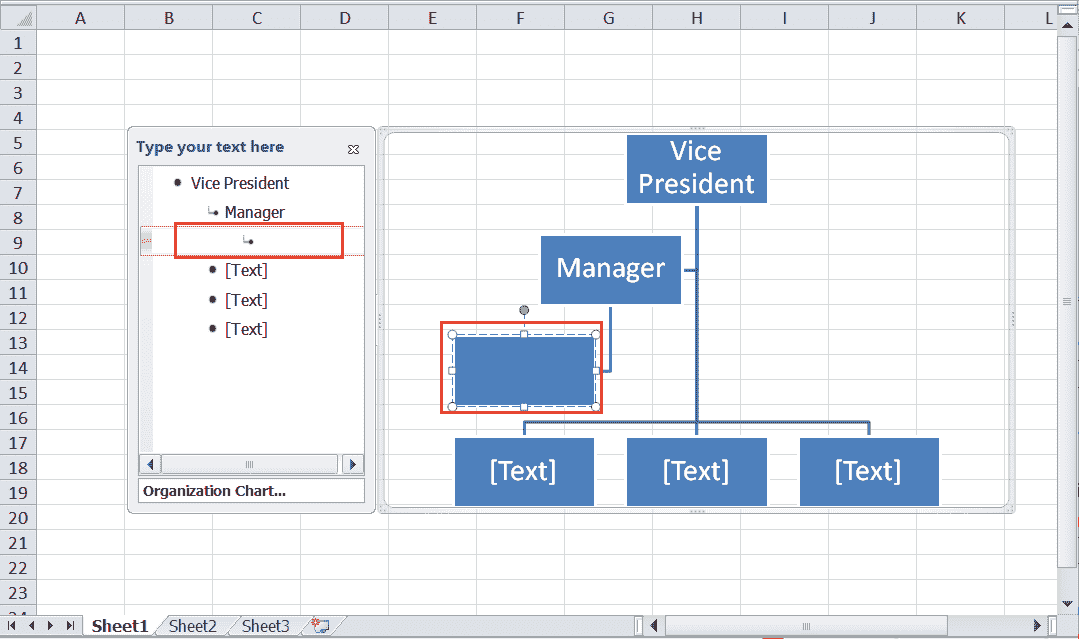 A B C D E F G H I J K L
1
2
3
4
5
6
7
8
9
10
11
12
13
14
15
16
17
18
19
20
21
22
23
24
Type your text here
Vice President
Manager
[Text]
[Text]
[Text]
Organization Chart...
Vice
President
Manager
[Text] [Text] [Text]
Sheet1 Sheet2 Sheet3